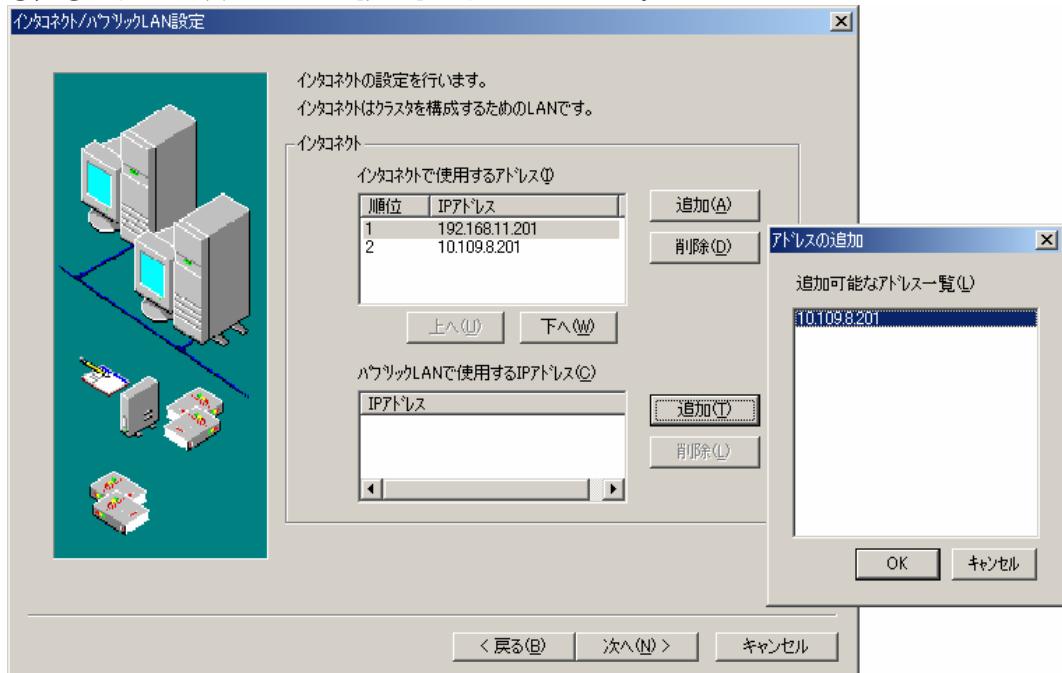 インタコネクト/パブリックLAN設定
インタコネクトの設定を行います。
インタコネクトはクラスタを構成するためのLANです。
インタコネクト
インタコネクトで使用するアドレス(I)
順位 IPアドレス
1 192.168.11.201
2 10.109.8.201
追加(A)
削除(D)
上へ(U)
下へ(W)
パブリックLANで使用するIPアドレス(C)
IPアドレス
追加(T)
削除(L)
< 戻る(B)
次へ(N) >
キャンセル
アドレスの追加
追加可能なアドレス一覧(L)
10.109.8.201
OK
キャンセル